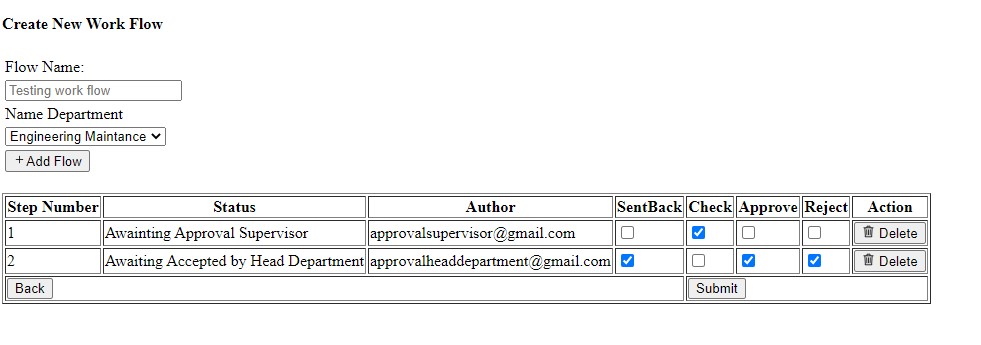 Create New Work Flow
Flow Name:
Testing work flow
Name Department
Engineering Maintance
+ Add Flow
Step Number Status Author SentBack Check Approve Reject Action
1 Awainting Approval Supervisor approvalsupervisor@gmail.com Delete
2 Awaiting Accepted by Head Department approvalheaddepartment@gmail.com Delete
Back Submit